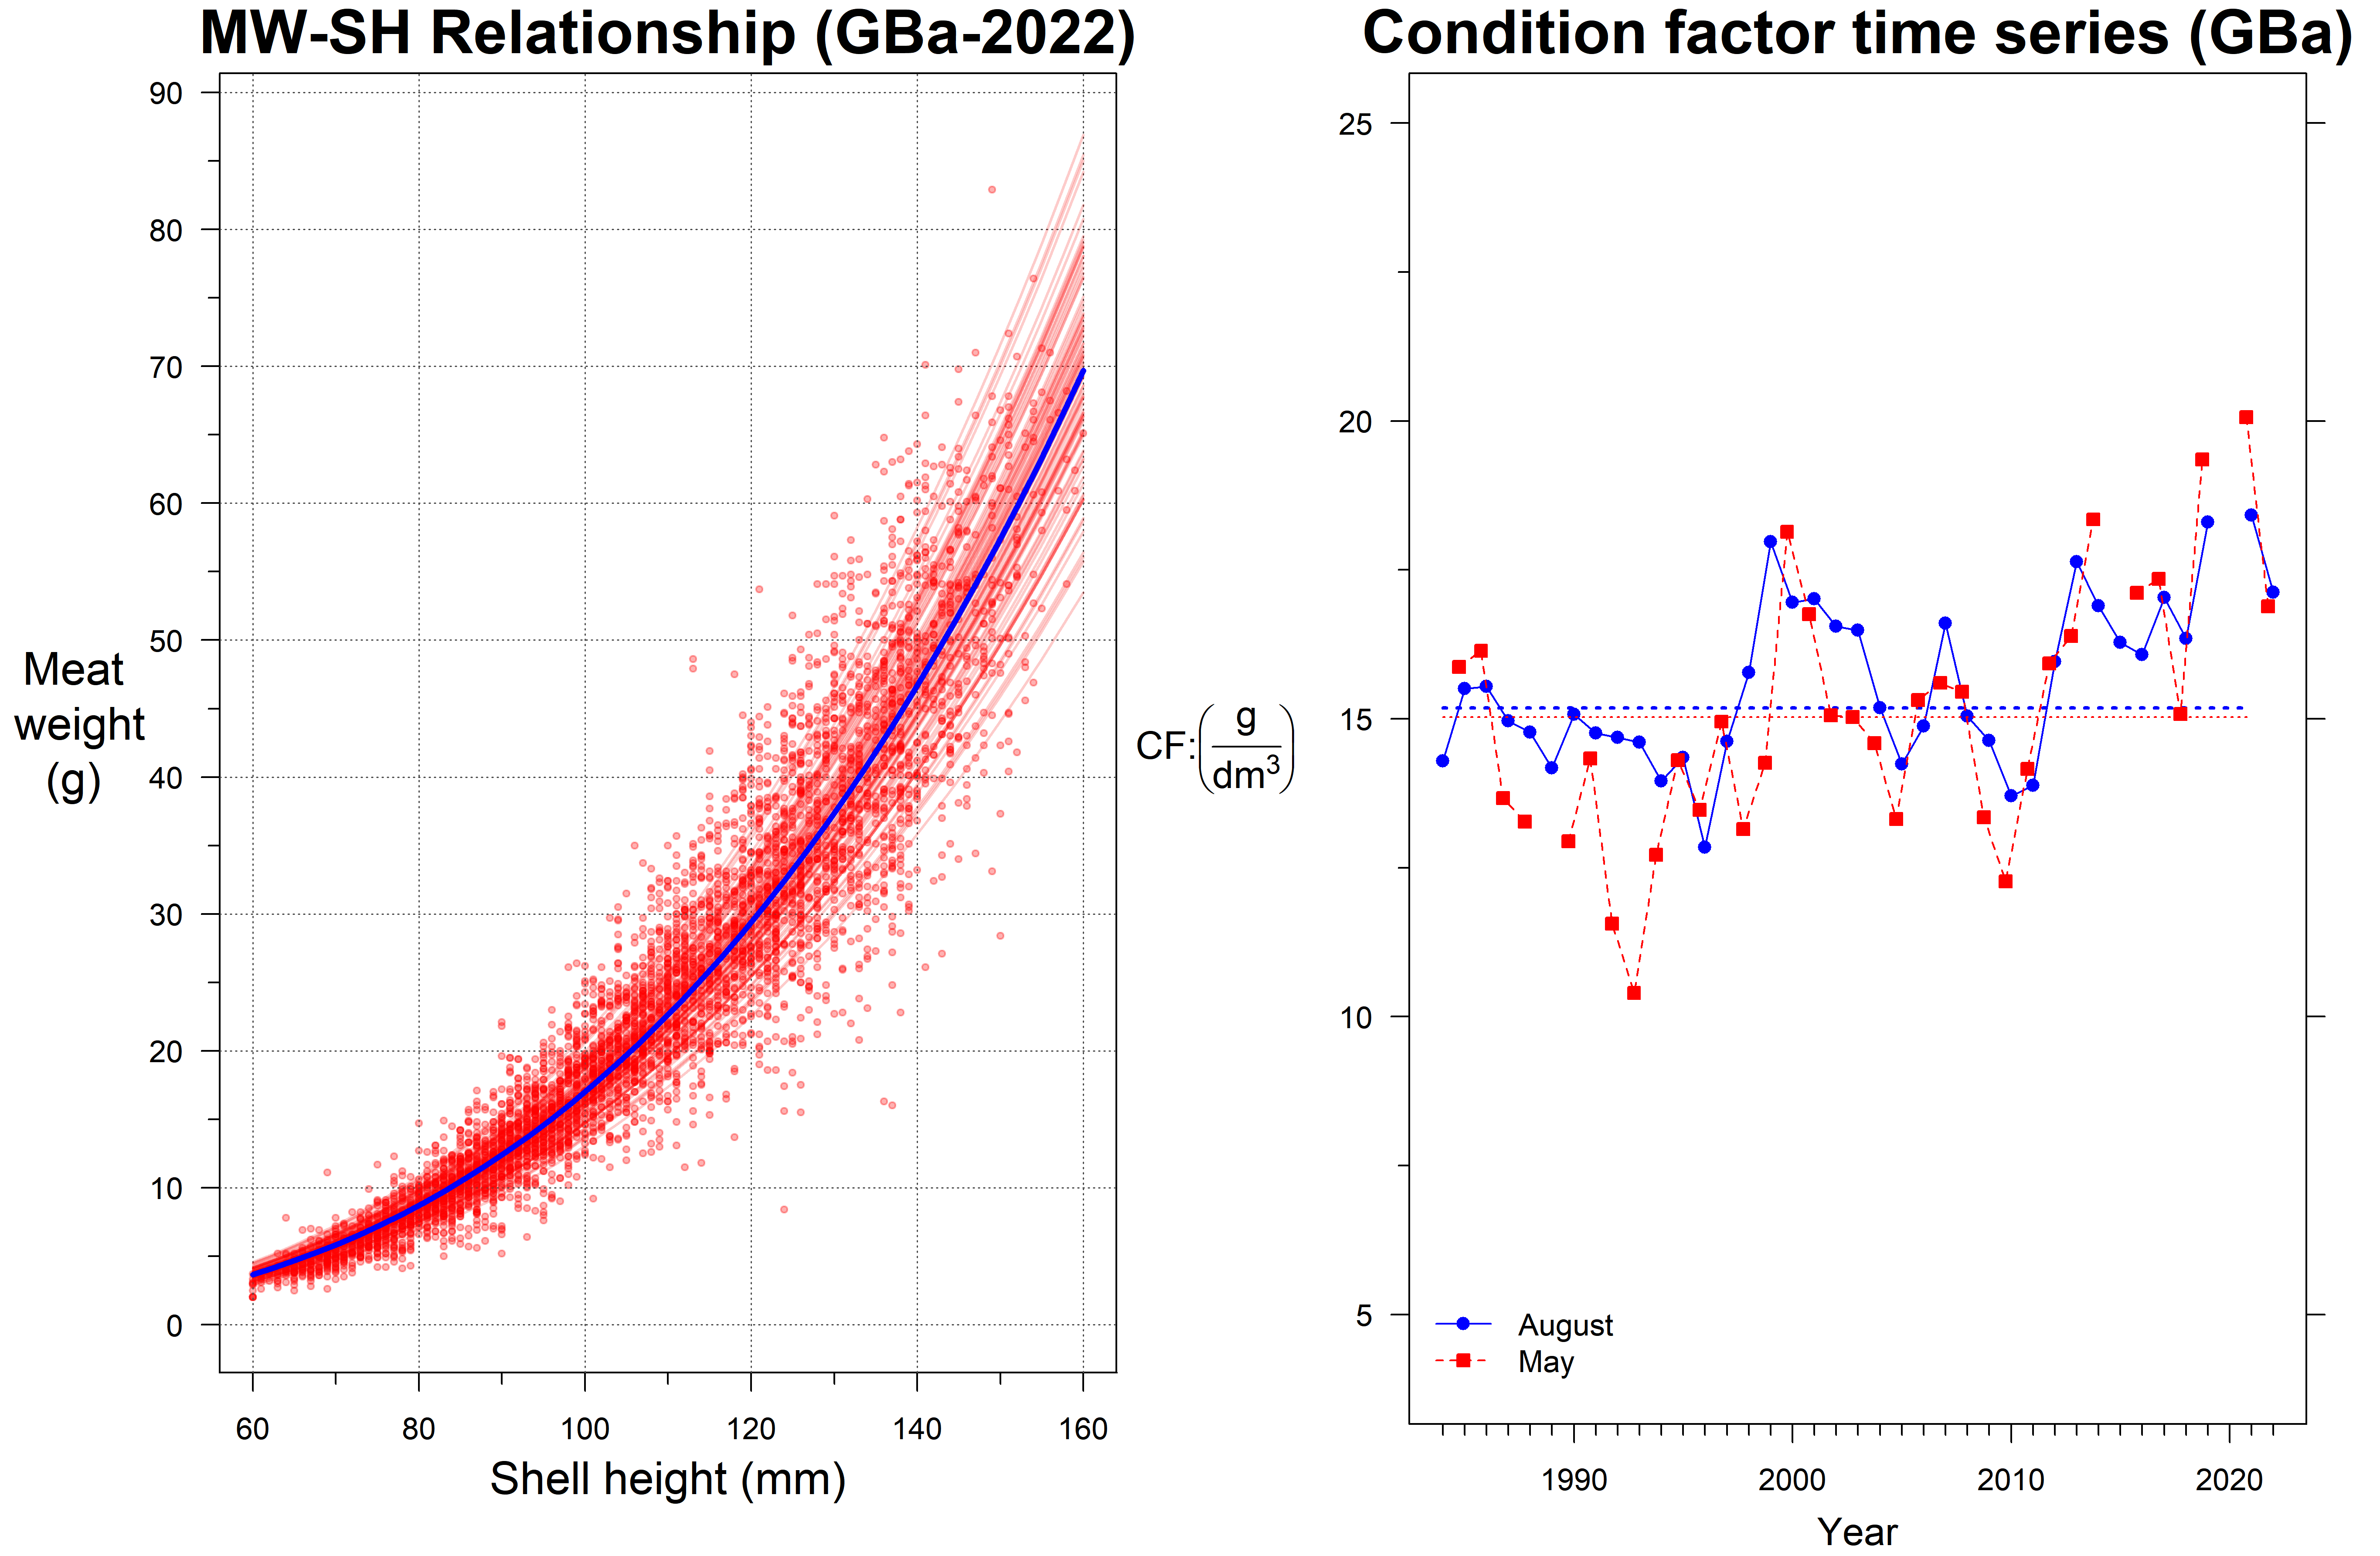 MW-SH Relationship (GBa-2022)
90
80
70
60
50
40
30
20
10
0
Meat
weight
(g)
60 80 100 120 140 160
Shell height (mm)
Condition factor time series (GBa)
25
20
15
10
5
CF:(g/dm³)
August
May
1990 2000 2010 2020
Year